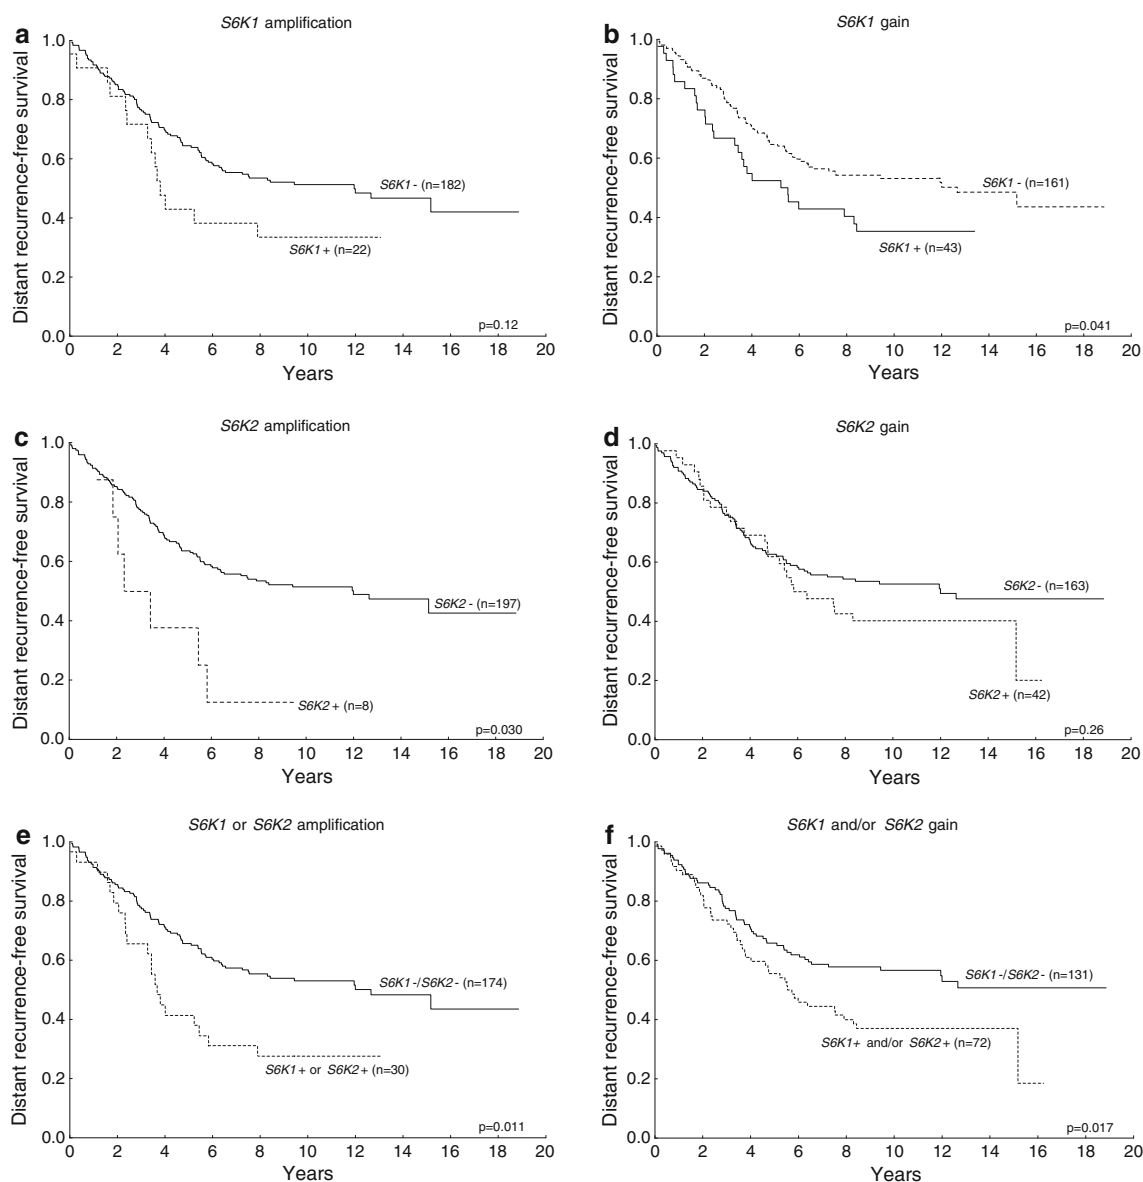 a
S6K1 amplification
Distant recurrence-free survival
1.0
0.8
0.6
0.4
0.2
0.0
S6K1 - (n=182)
S6K1 + (n=22)
p=0.12
0 2 4 6 8 10 12 14 16 18 20
Years
b
S6K1 gain
Distant recurrence-free survival
1.0
0.8
0.6
0.4
0.2
0.0
S6K1 - (n=161)
S6K1 + (n=43)
p=0.041
0 2 4 6 8 10 12 14 16 18 20
Years
c
S6K2 amplification
Distant recurrence-free survival
1.0
0.8
0.6
0.4
0.2
0.0
S6K2 - (n=197)
S6K2 + (n=8)
p=0.030
0 2 4 6 8 10 12 14 16 18 20
Years
d
S6K2 gain
Distant recurrence-free survival
1.0
0.8
0.6
0.4
0.2
0.0
S6K2 - (n=163)
S6K2 + (n=42)
p=0.26
0 2 4 6 8 10 12 14 16 18 20
Years
e
S6K1 or S6K2 amplification
Distant recurrence-free survival
1.0
0.8
0.6
0.4
0.2
0.0
S6K1-/S6K2- (n=174)
S6K1+ or S6K2+ (n=30)
p=0.011
0 2 4 6 8 10 12 14 16 18 20
Years
f
S6K1 and/or S6K2 gain
Distant recurrence-free survival
1.0
0.8
0.6
0.4
0.2
0.0
S6K1-/S6K2- (n=131)
S6K1+ and/or S6K2+ (n=72)
p=0.017
0 2 4 6 8 10 12 14 16 18 20
Years